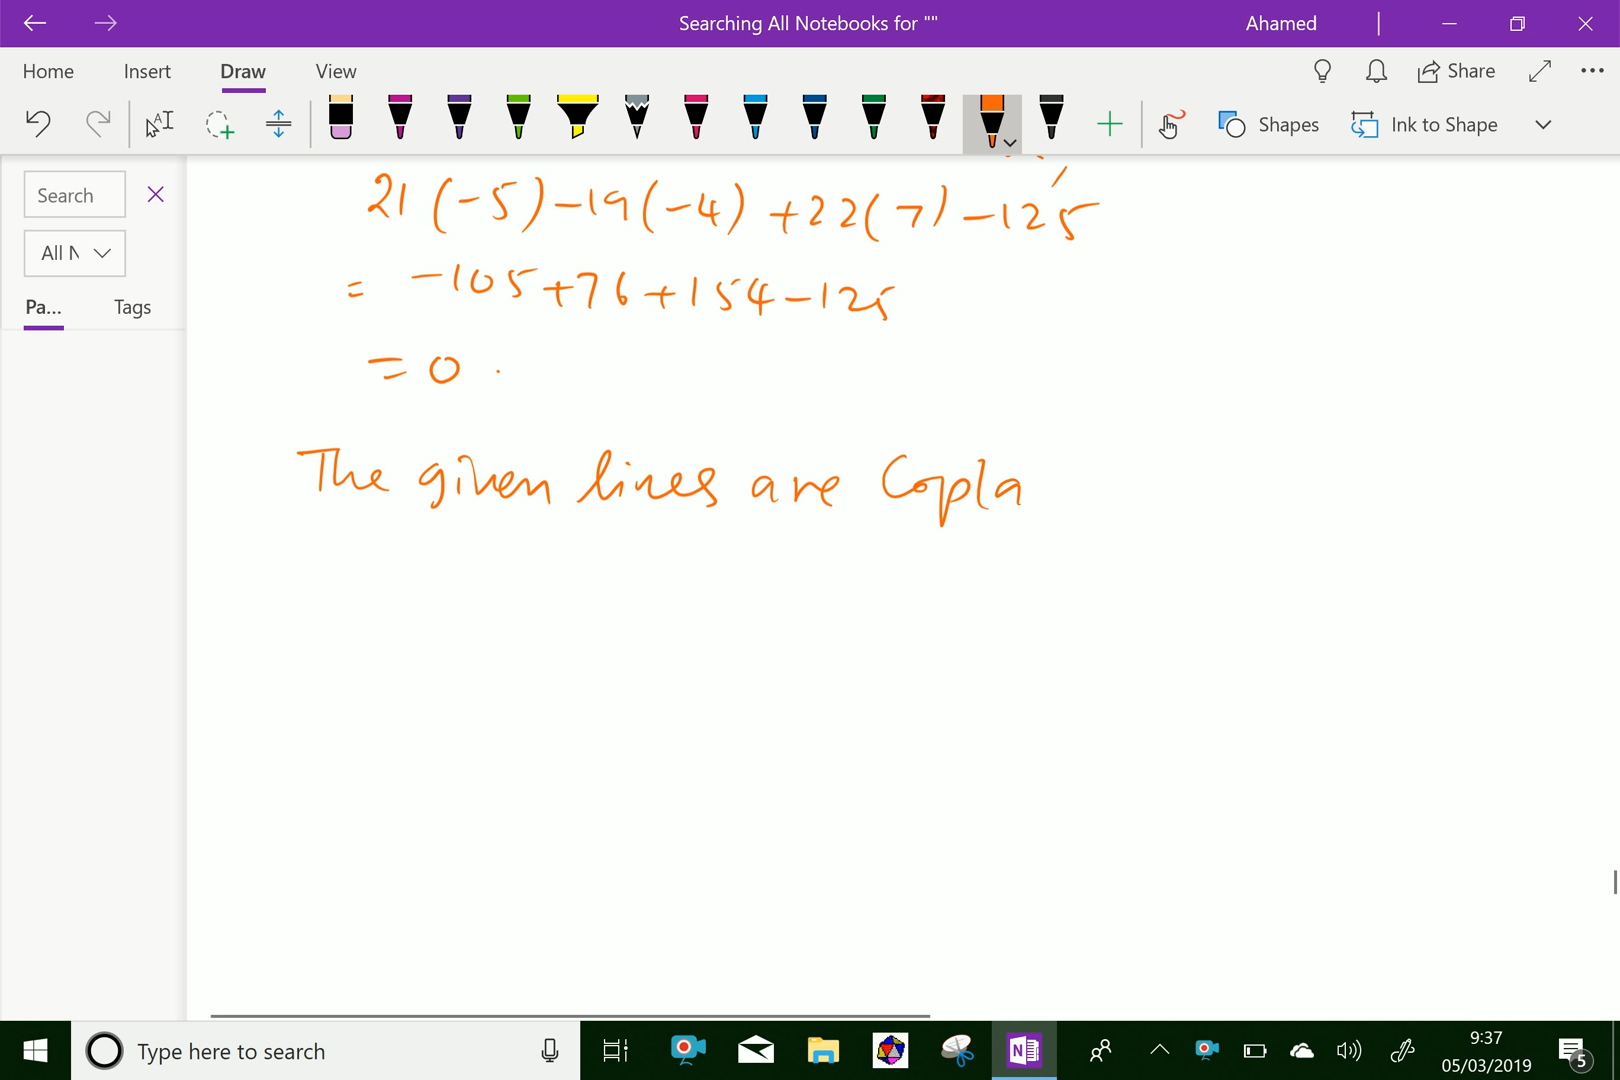 Searching All Notebooks for ""
Ahamed
Home Insert Draw View
Share
Shapes
Ink to Shape
Search
All N
Pa...
Tags
21 (-5) -19 (-4) +22 (7) -125
= -105+76+154-125
= 0 .
The given lines are Copla
Type here to search
9:37
05/03/2019
5